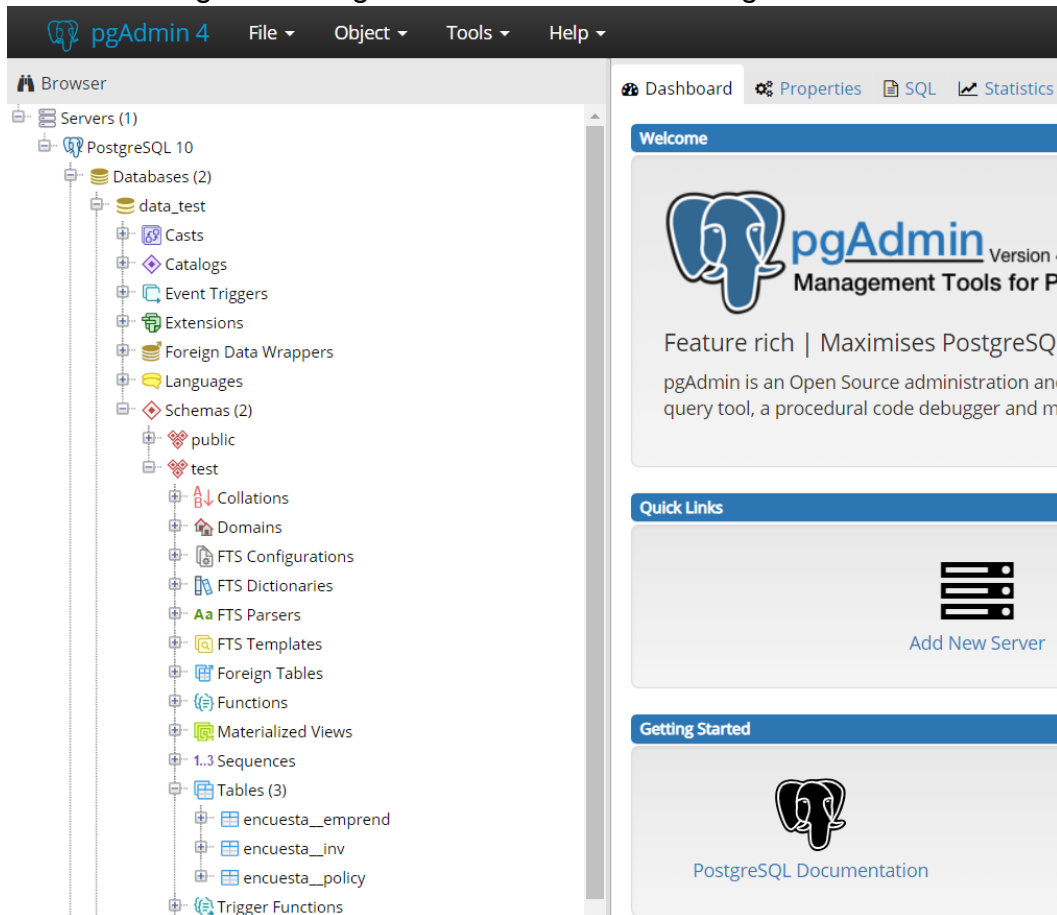 pgAdmin 4 File Object Tools Help
Browser
Dashboard Properties SQL Statistics
Servers (1)
PostgreSQL 10
Databases (2)
data_test
Casts
Catalogs
Event Triggers
Extensions
Foreign Data Wrappers
Languages
Schemas (2)
public
test
Collations
Domains
FTS Configurations
FTS Dictionaries
Aa FTS Parsers
FTS Templates
Foreign Tables
Functions
Materialized Views
1..3 Sequences
Tables (3)
encuesta__emprend
encuesta__inv
encuesta__policy
Trigger Functions
Welcome
pgAdmin Version
Management Tools for P
Feature rich | Maximises PostgreSQ
pgAdmin is an Open Source administration an
query tool, a procedural code debugger and m
Quick Links
Add New Server
Getting Started
PostgreSQL Documentation